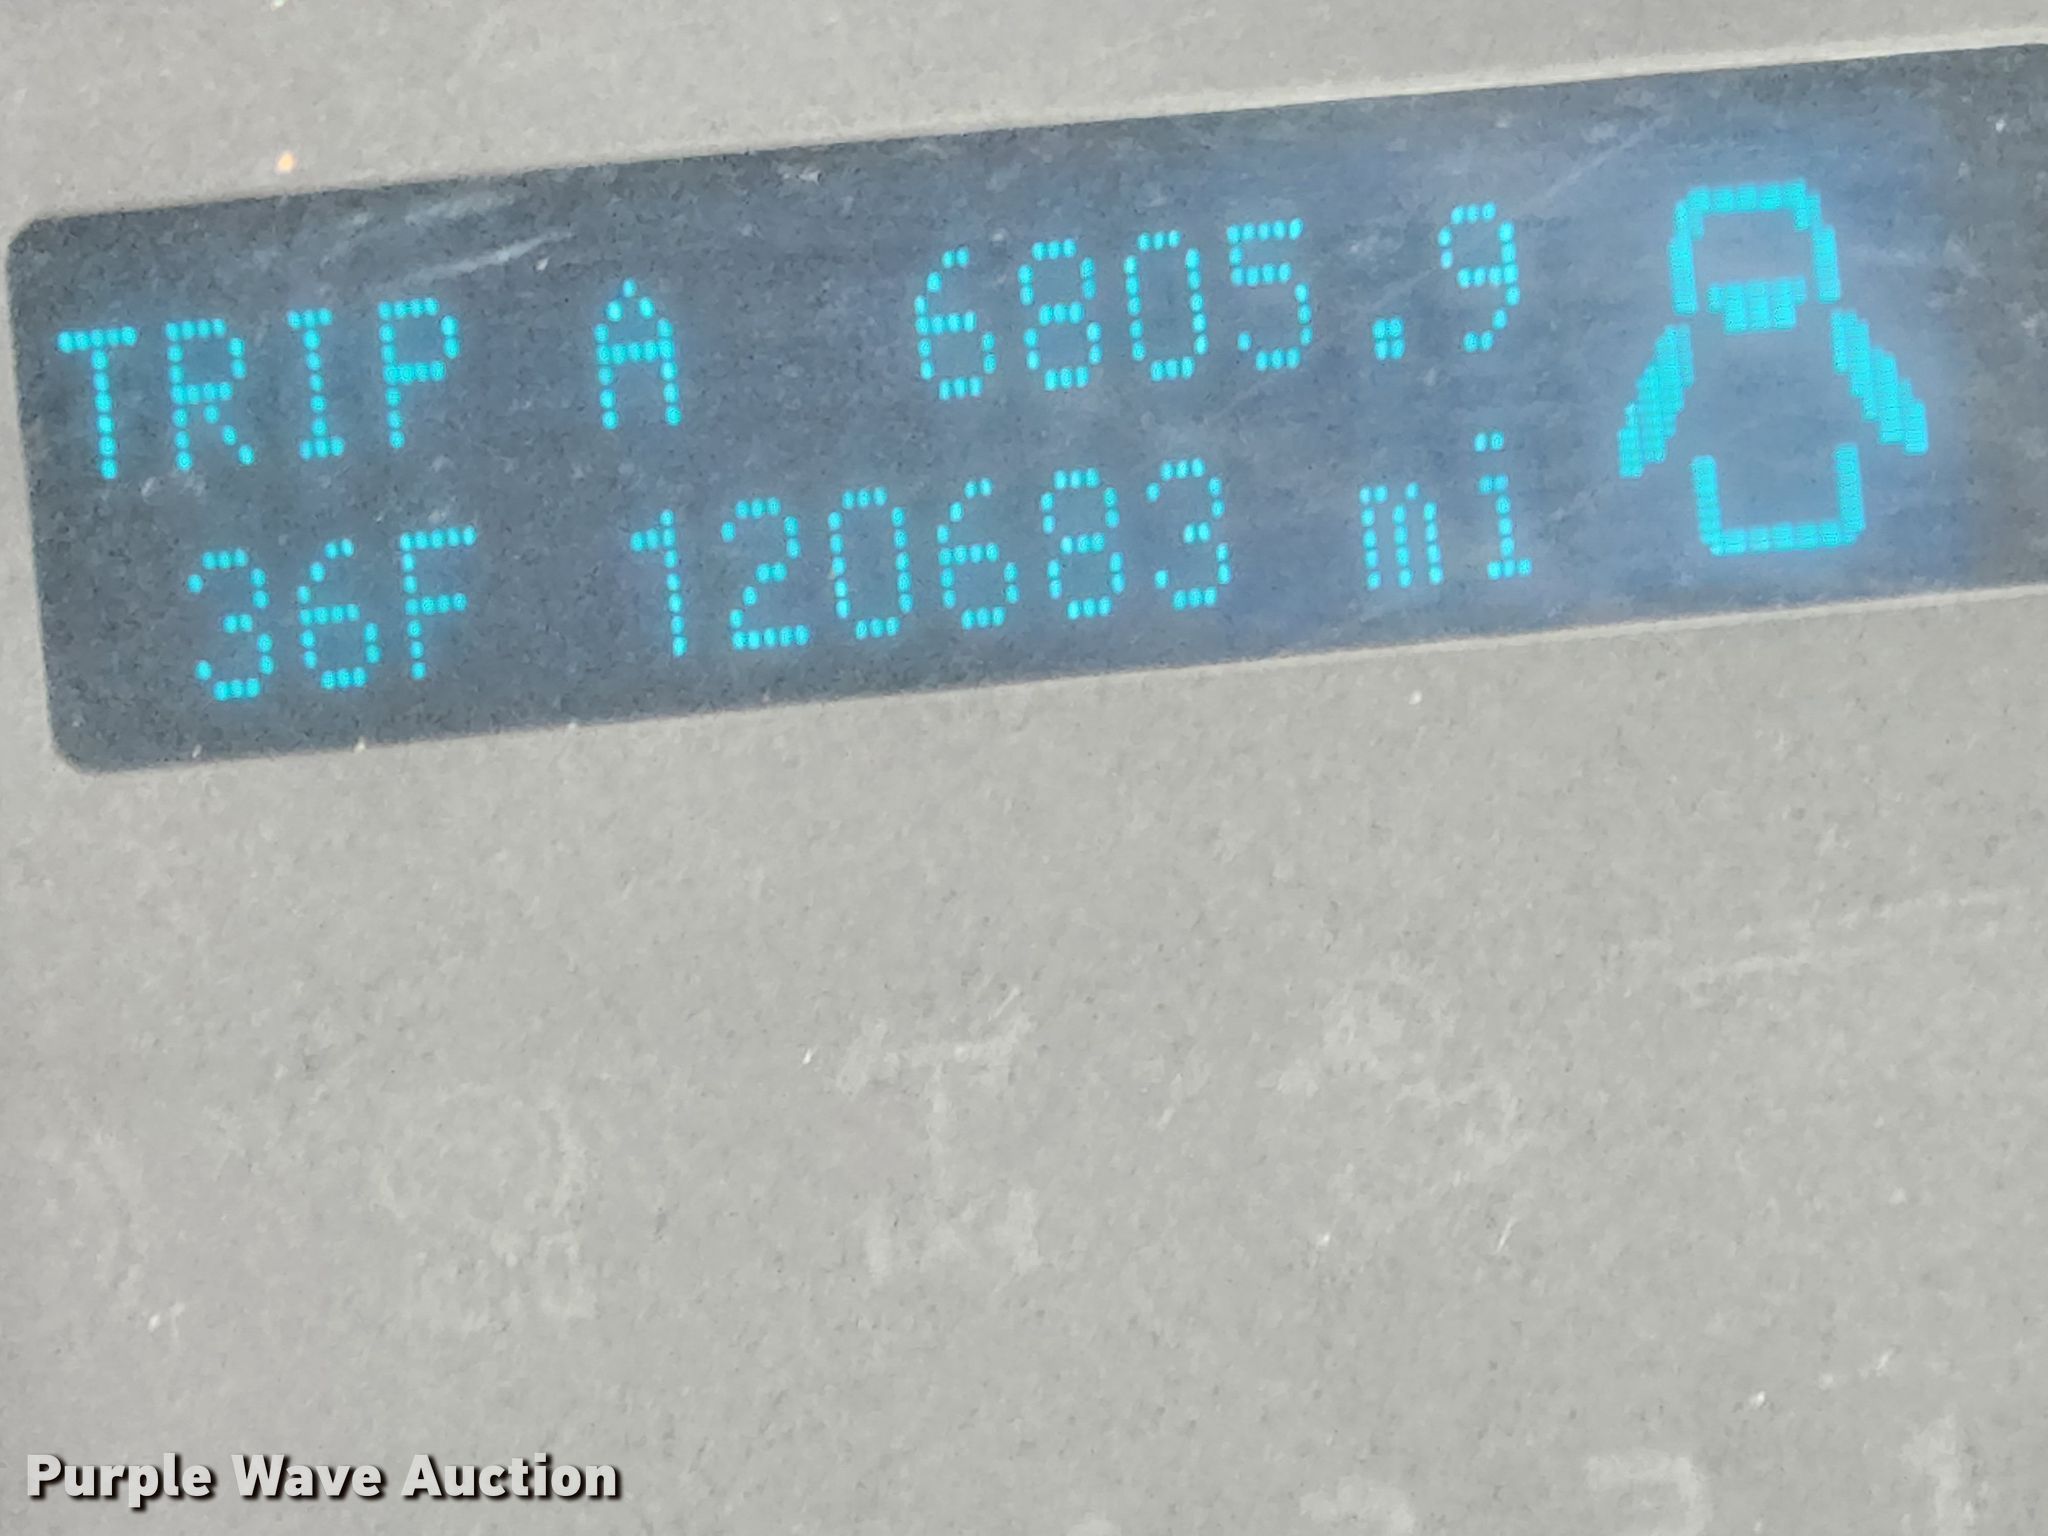 TRIP A 6805.9
36F 120683 mi
Purple Wave Auction